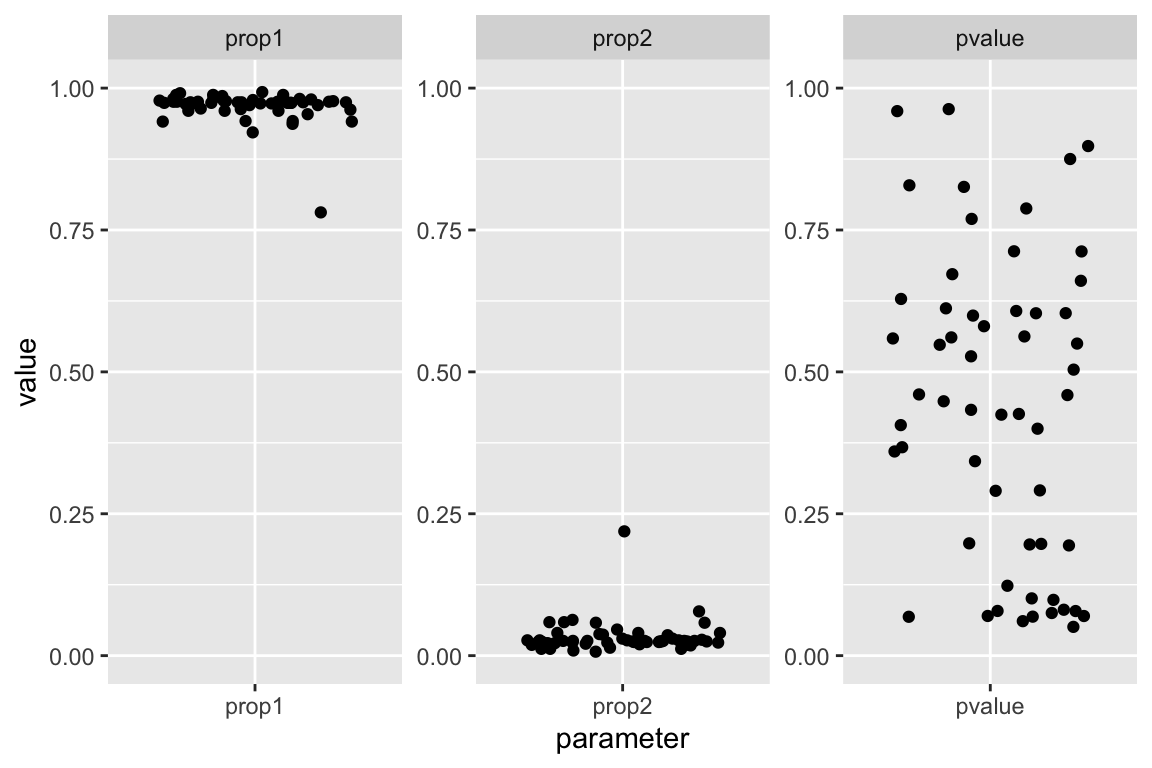 prop1 prop2 pvalue
1.00 1.00 1.00
0.75 0.75 0.75
0.50 0.50 0.50
0.25 0.25 0.25
0.00 0.00 0.00
value
prop1 prop2 pvalue
parameter